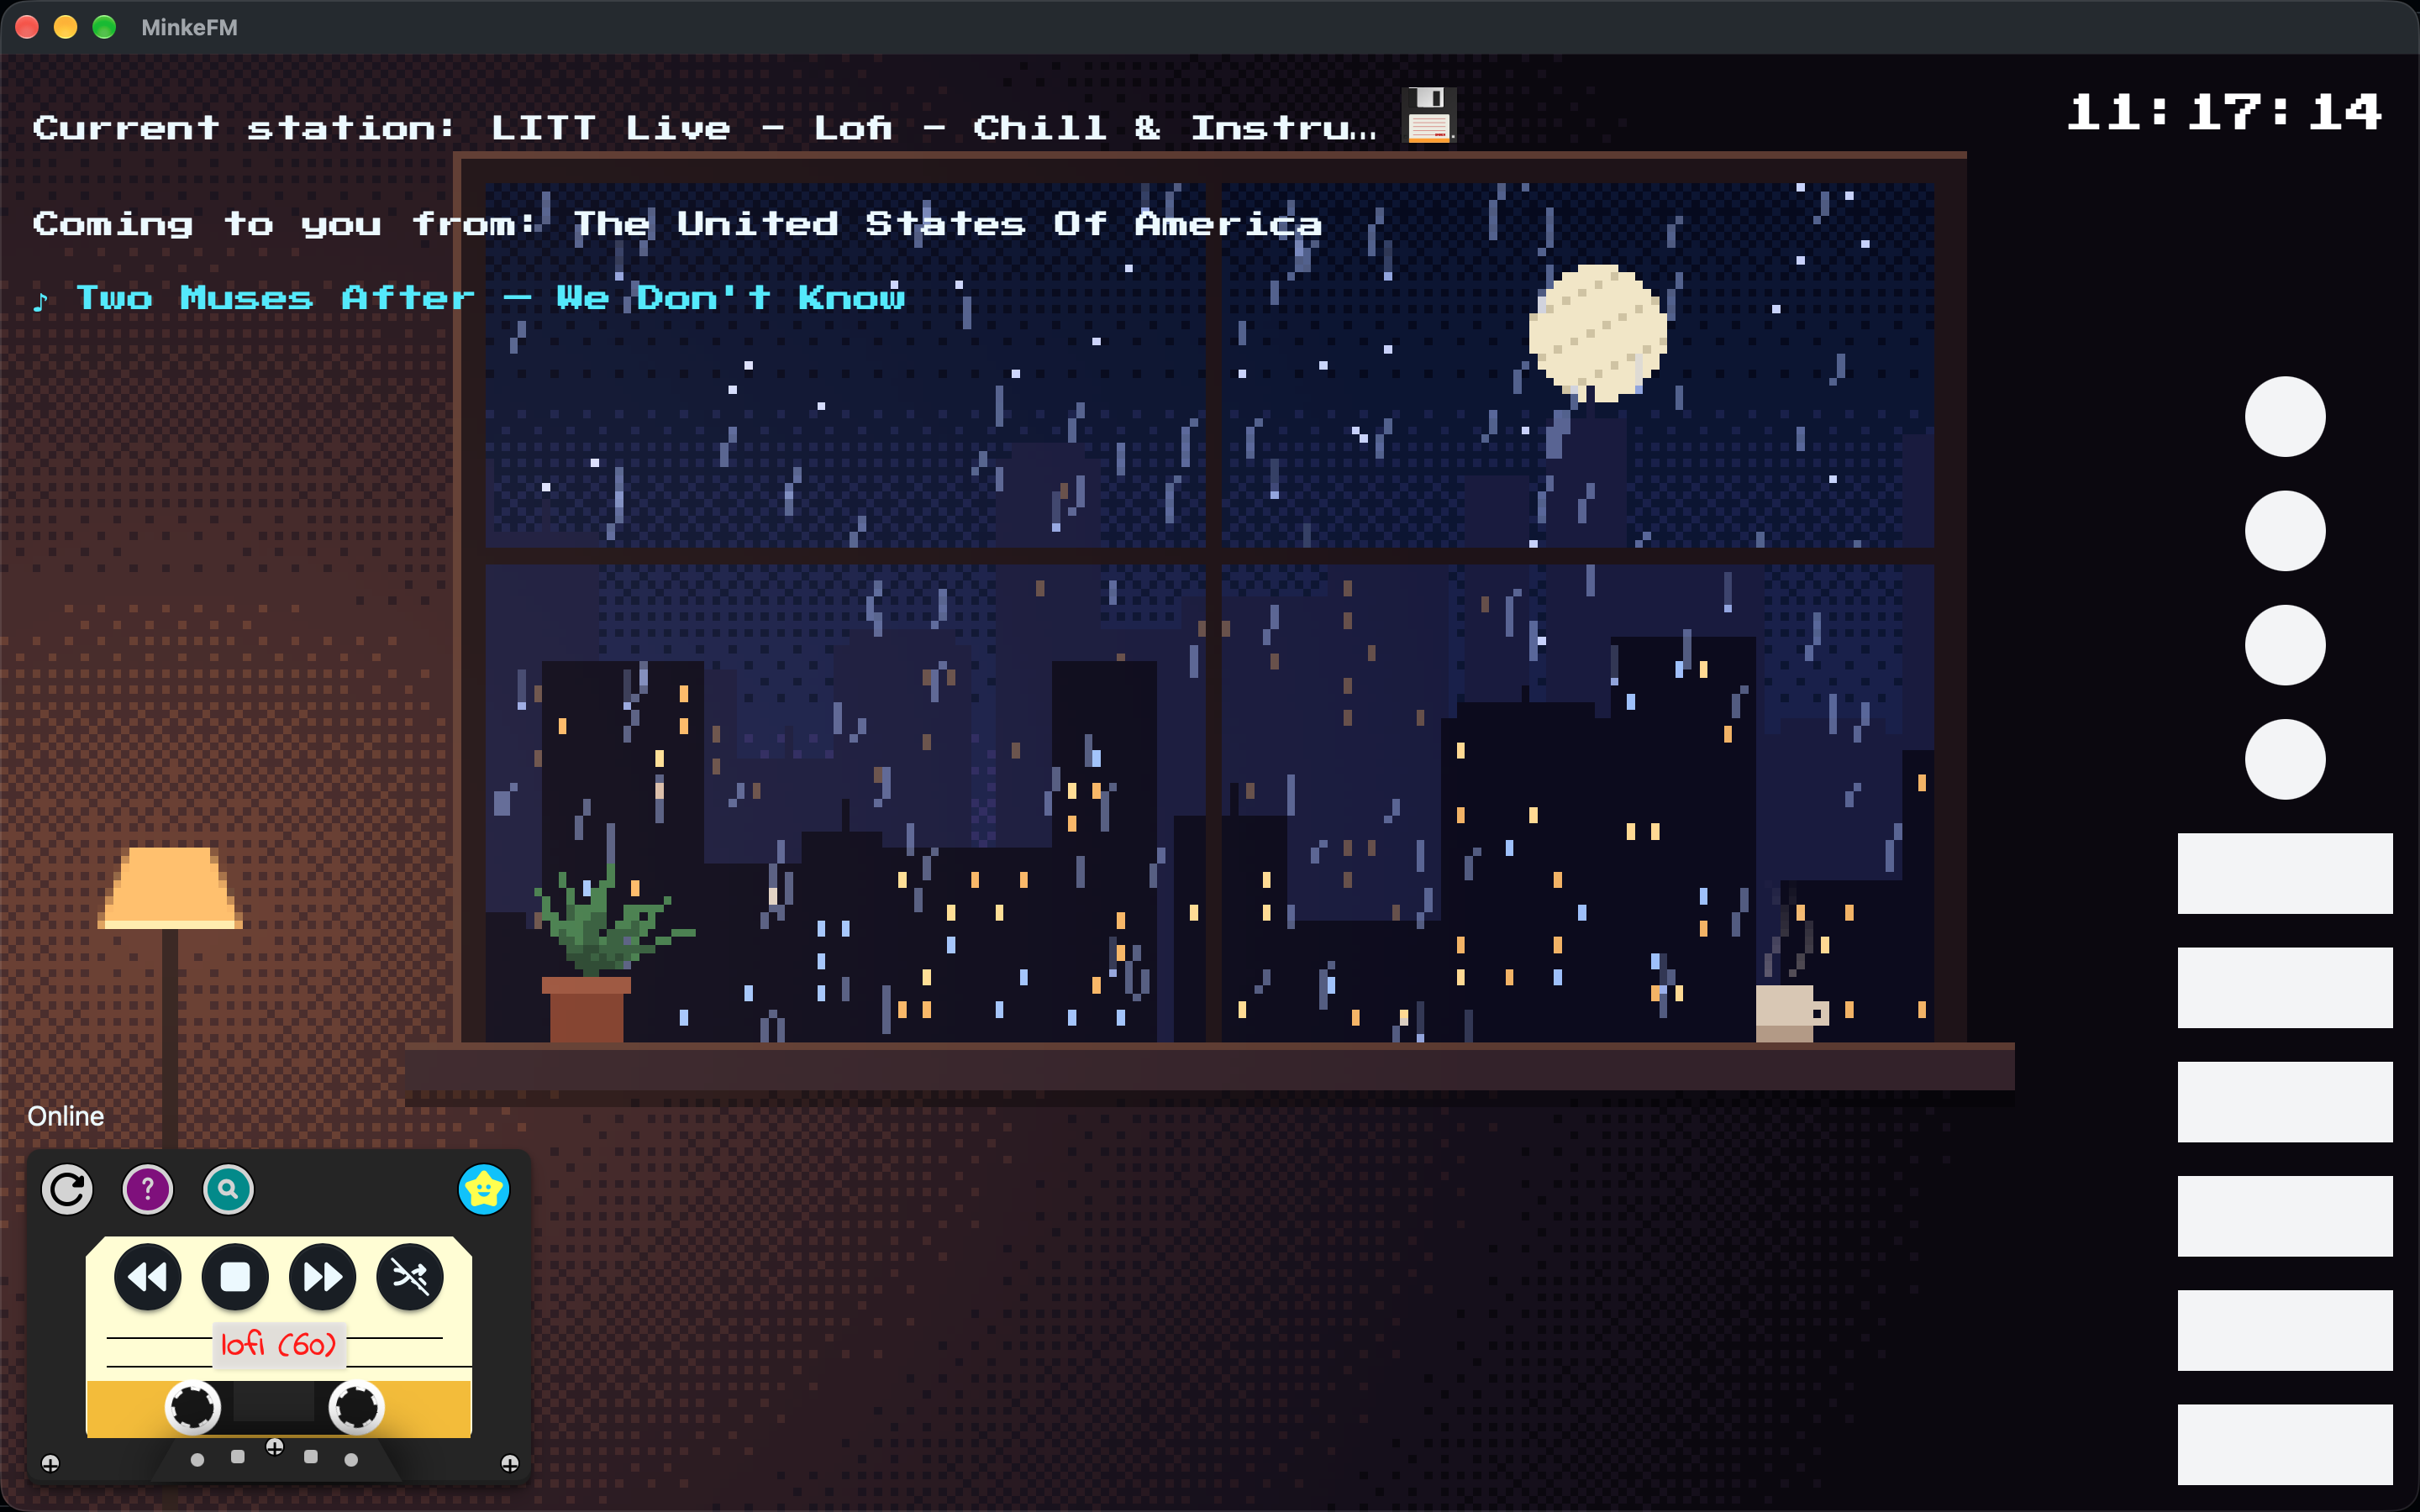 MinkeFM
Current station: LITT Live - Lofi - Chill & Instru...
11:17:14
Coming to you from: The United States Of America
♪ Two Muses After — We Don't Know
Online
?
lofi (60)